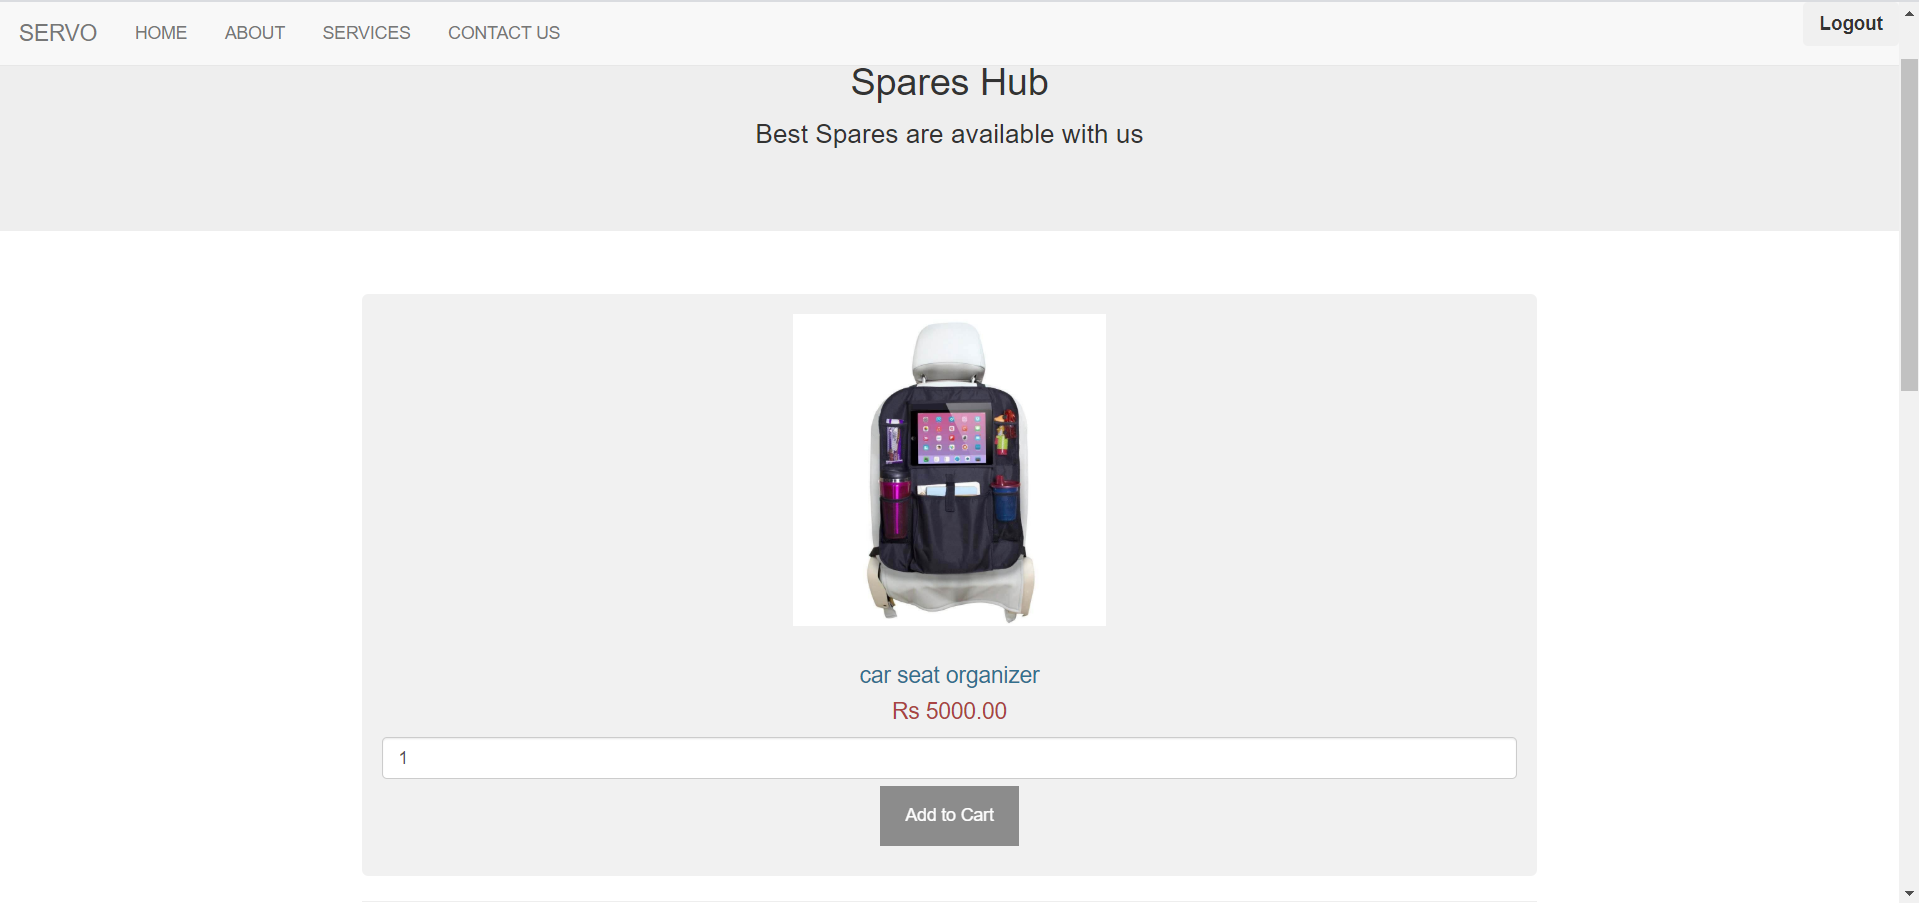 SERVO HOME ABOUT SERVICES CONTACT US Logout
Spares Hub
Best Spares are available with us
car seat organizer
Rs 5000.00
1
Add to Cart